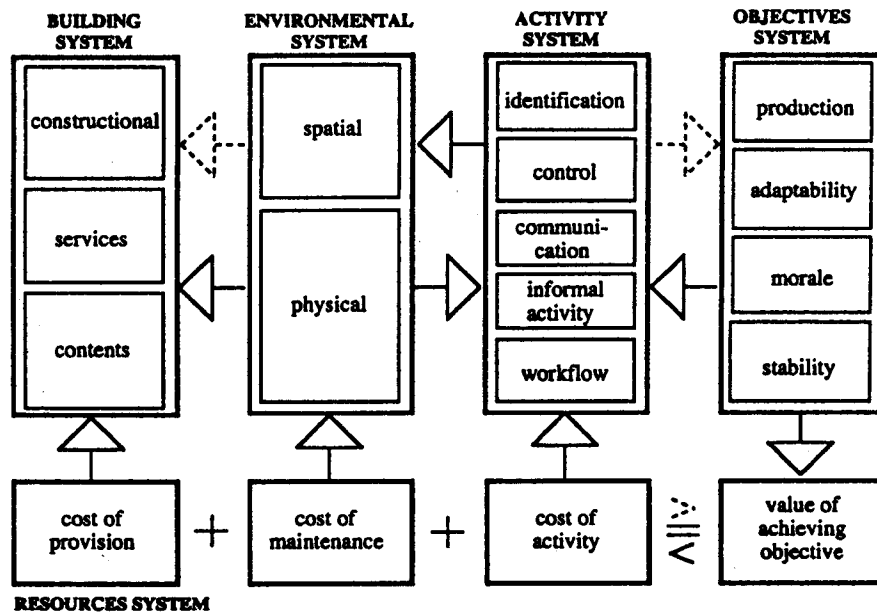 BUILDING
SYSTEM
ENVIRONMENTAL
SYSTEM
ACTIVITY
SYSTEM
OBJECTIVES
SYSTEM
constructional
services
contents
spatial
physical
identification
control
communi-
cation
informal
activity
workflow
production
adaptability
morale
stability
cost of
provision
+
cost of
maintenance
+
cost of
activity
value of
achieving
objective
RESOURCES SYSTEM